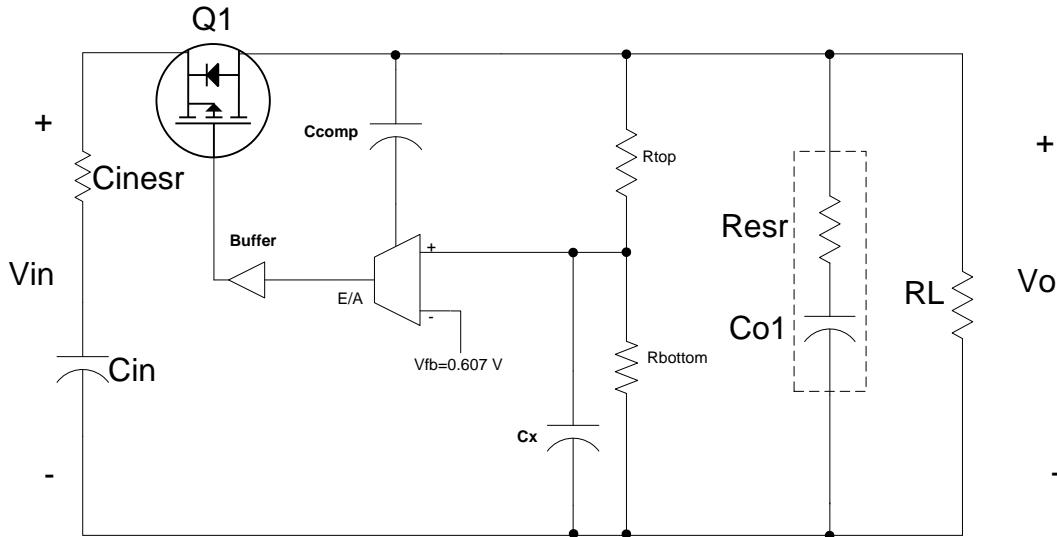 Q1
+
Ccomp
Rtop
+
Cinesr
Resr
Buffer
+
Vin
E/A
RL
Vo
-
Co1
Vfb=0.607 V
Rbottom
Cin
Cx
-
-